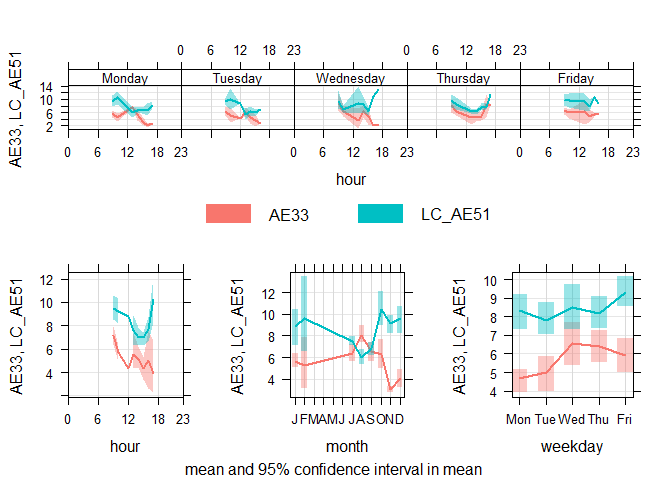 0 6 12 18 23 0 6 12 18 23
Monday Tuesday Wednesday Thursday Friday
AE33, LC_AE51
14
10
6
2
0 6 12 18 23 0 6 12 18 23 0 6 12 18 23
hour
AE33 LC_AE51
AE33, LC_AE51
12
10
8
6
4
0 6 12 18 23
hour
AE33, LC_AE51
12
10
8
6
4
J FMAMJ J ASOND
month
AE33, LC_AE51
10
9
8
7
6
5
4
Mon Tue Wed Thu Fri
weekday
mean and 95% confidence interval in mean